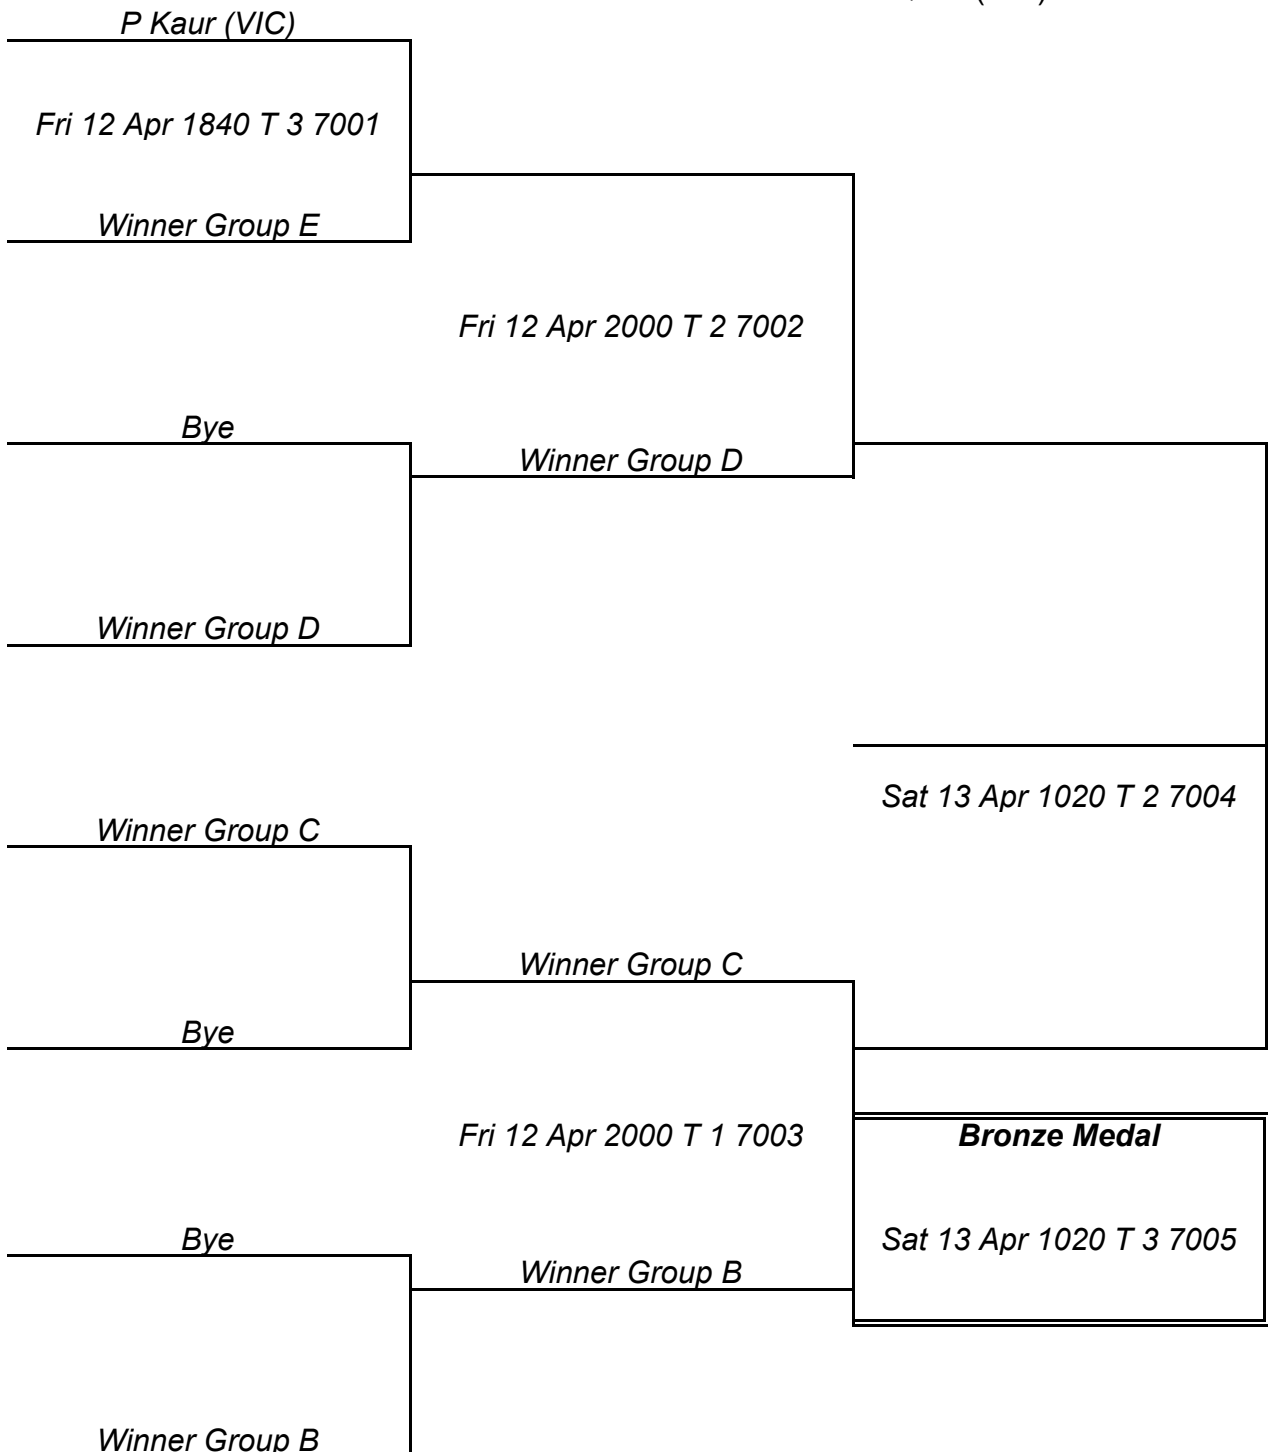 P Kaur (VIC)
Fri 12 Apr 1840 T 3 7001
Winner Group E
Fri 12 Apr 2000 T 2 7002
Bye
Winner Group D
Winner Group D
Sat 13 Apr 1020 T 2 7004
Winner Group C
Winner Group C
Bye
Fri 12 Apr 2000 T 1 7003
Bronze Medal
Bye
Sat 13 Apr 1020 T 3 7005
Winner Group B
Winner Group B